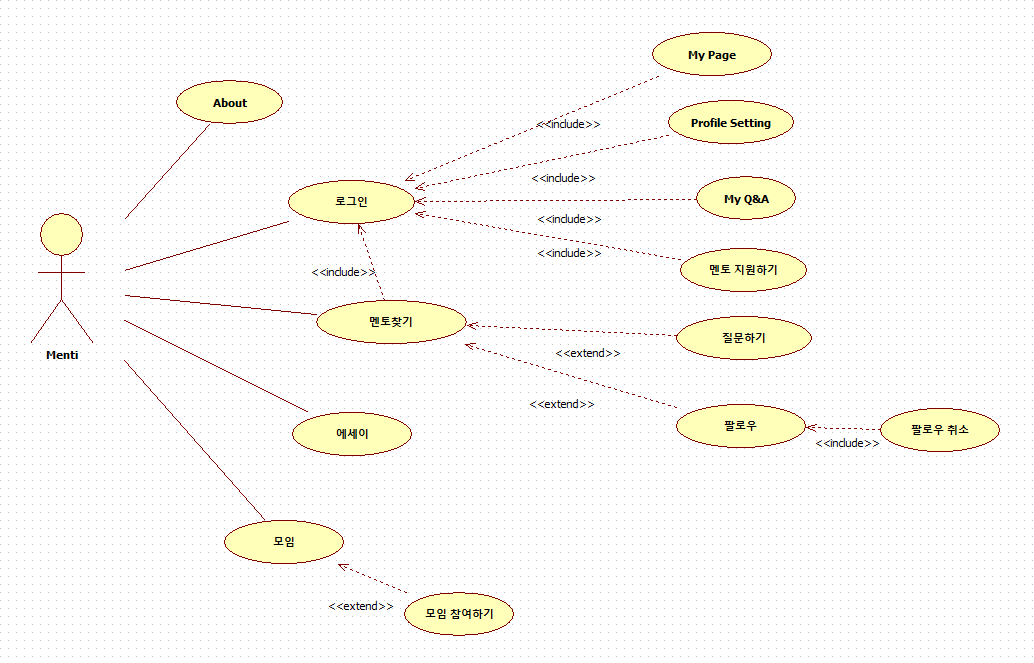 My Page
About
<<include>>
Profile Setting
<<include>>
로그인
My Q&A
<<include>>
<<include>>
멘토 지원하기
<<include>>
멘토찾기
질문하기
Menti
<<extend>>
<<extend>>
팔로우
팔로우 취소
<<include>>
에세이
모임
<<extend>>
모임 참여하기